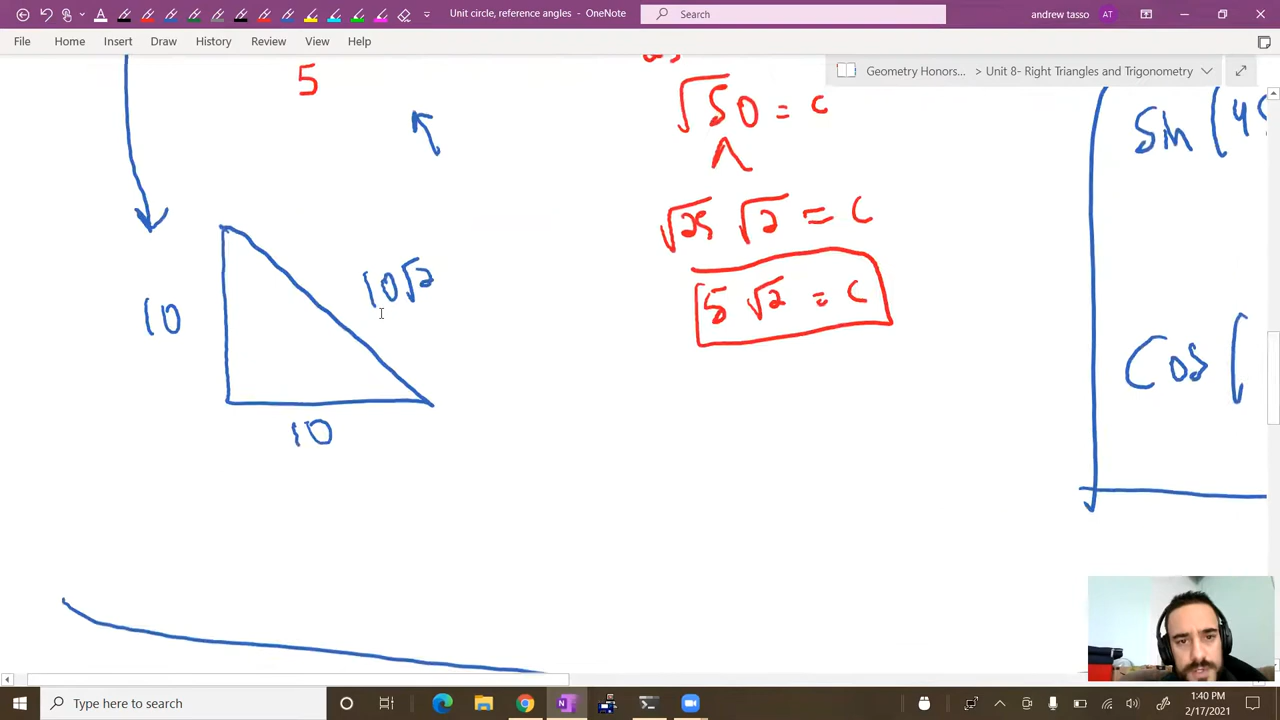 Unit circle, reference angles - OneNote
Search
andrew tasso
AT
File Home Insert Draw History Review View Help
Geometry Honors... > Unit 8- Right Triangles and Trigonometry
5
√50 = c
√25 √2 = c
5 √2 = c
10
10√2
10
Sin (45
Cos (
Type here to search
1:40 PM
2/17/2021